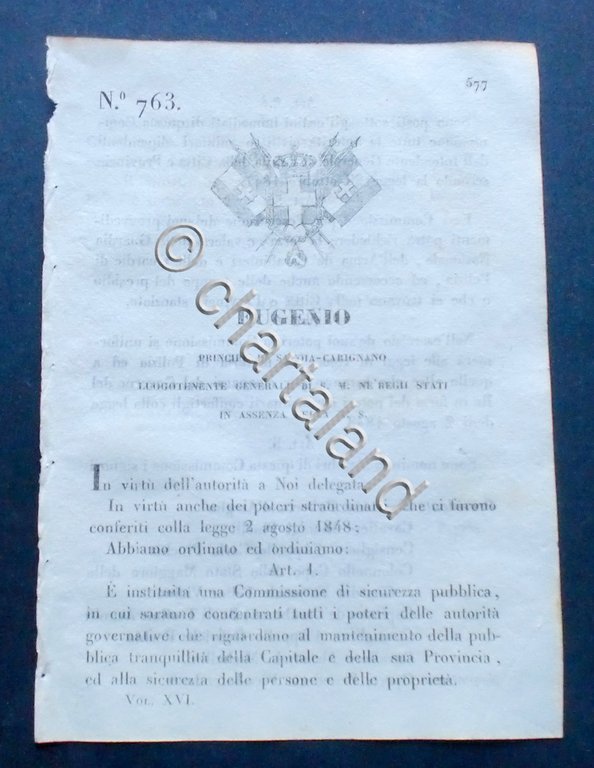 577
N.º 763.
EUGENIO
PRINCIPE DI SAVOIA-CARIGNANO
LUOGOTENENTE GENERALE DI S. M. NE' REGII STATI
IN ASSENZA DELLA M. S.
In virtù dell'autorità a Noi delegata;
In virtù anche dei poteri straordinarii che ci furono
conferiti colla legge 2 agosto 1848;
Abbiamo ordinato ed ordiniamo:
Art. 1.
È instituita una Commissione di sicurezza pubblica,
in cui saranno concentrati tutti i poteri delle autorità
governative che riguardano al mantenimento della pub-
blica tranquillità della Capitale e della sua Provincia,
ed alla sicurezza delle persone e delle proprietà.
VOL. XVI.
© chartaland